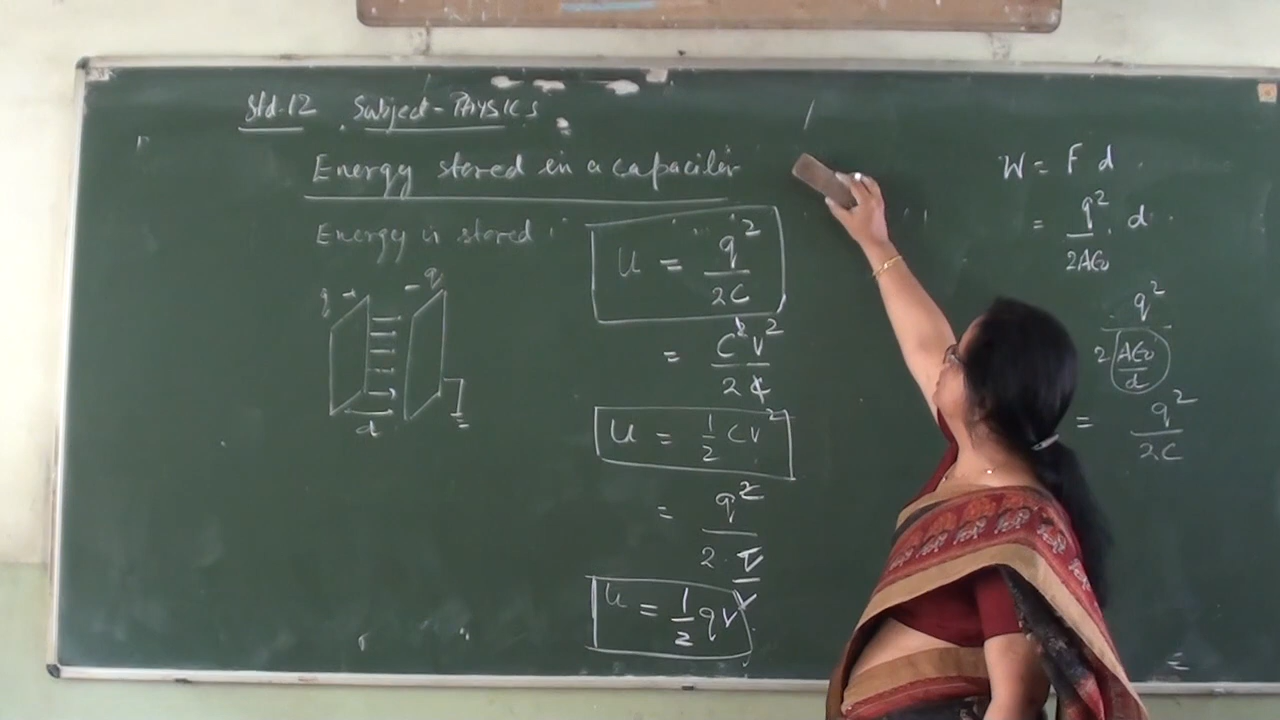 Std-12 Subject-PHYSICS
Energy stored in a capacitor
Energy is stored
q + - q
d
U = q²/2C
= C²V²/2C
U = 1/2 CV²
= q²/2·q/V
U = 1/2 qV
W = F d
= q²/2Aϵ₀ · d
q²/2(Aϵ₀/d)
= q²/2C